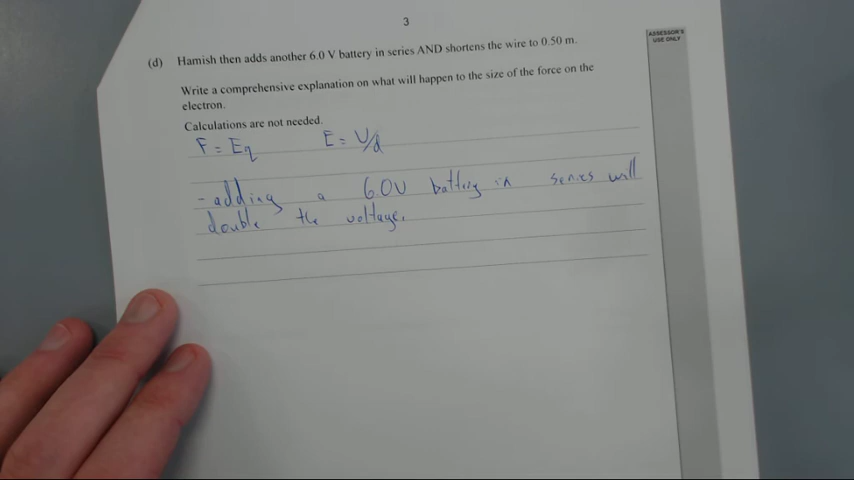 3
ASSESSOR'S
USE ONLY
(d) Hamish then adds another 6.0 V battery in series AND shortens the wire to 0.50 m.
Write a comprehensive explanation on what will happen to the size of the force on the
electron.
Calculations are not needed.
F = Eq E = V/d
- adding a 6.0V battery in series will
double the voltage.